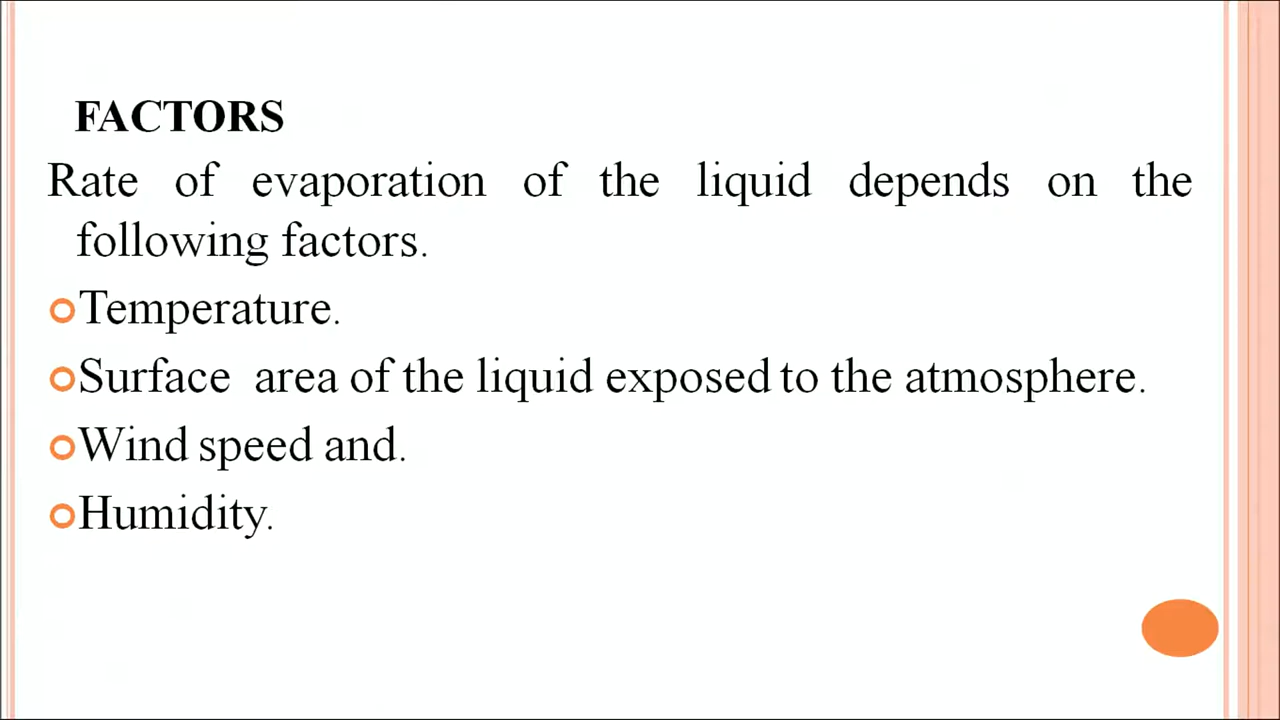 FACTORS
Rate of evaporation of the liquid depends on the
following factors.
Temperature.
Surface area of the liquid exposed to the atmosphere.
Wind speed and.
Humidity.